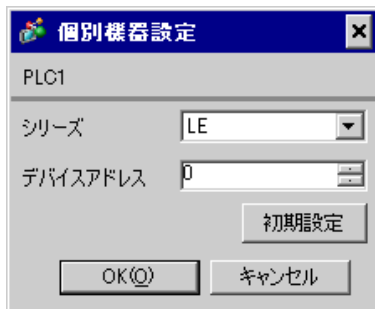 個別機器設定
PLC1
シリーズ LE
デバイスアドレス 0
初期設定
OK(O) キャンセル